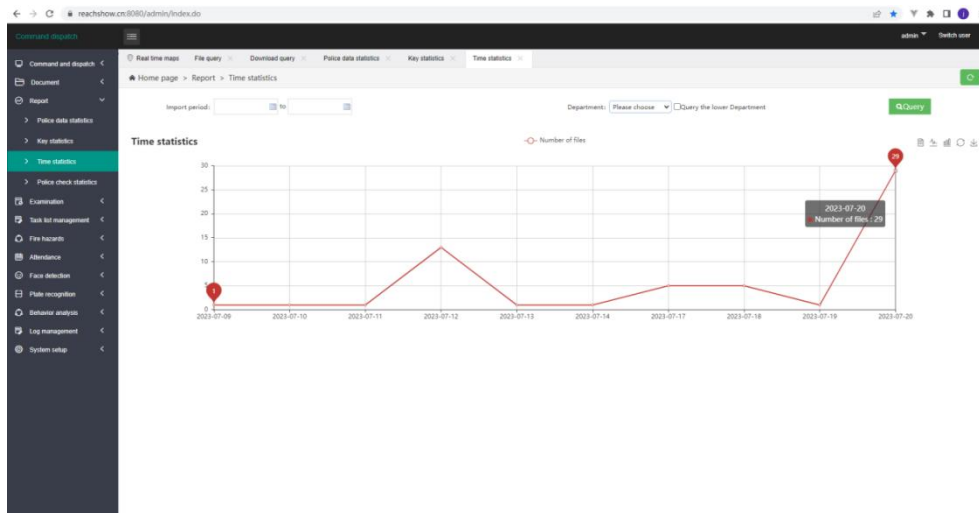 reachshow.cn:8080/admin/index.do
Command dispatch
admin
Switch user
Command and dispatch
Document
Report
Police data statistics
Key statistics
Time statistics
Police check statistics
Examination
Task list management
Fire hazards
Attendance
Face detection
Plate recognition
Behavior analysis
Log management
System setup
Real time maps
File query
Download query
Police data statistics
Key statistics
Time statistics
Home page > Report > Time statistics
Import period:
to
Department: Please choose
Query the lower Department
Query
Time statistics
Number of files
30
25
20
15
10
5
0
1
29
2023-07-20
Number of files : 29
2023-07-09
2023-07-10
2023-07-11
2023-07-12
2023-07-13
2023-07-14
2023-07-17
2023-07-18
2023-07-19
2023-07-20